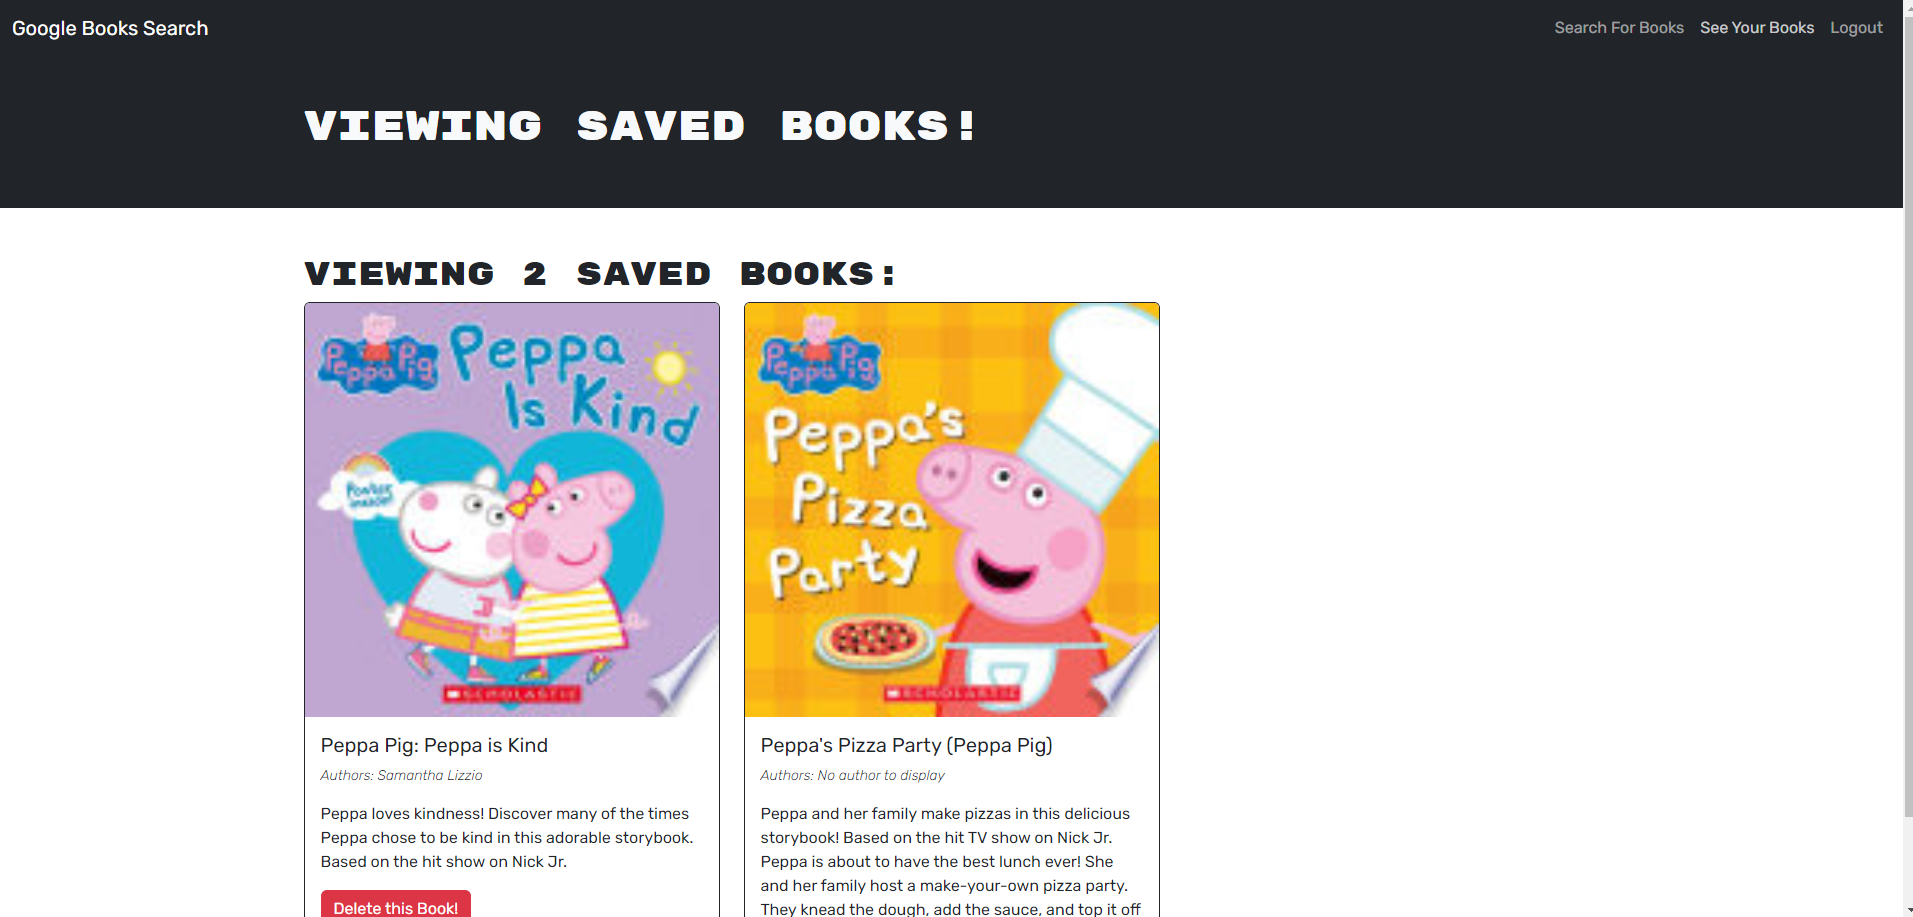 Google Books Search
Search For Books See Your Books Logout
VIEWING SAVED BOOKS!
VIEWING 2 SAVED BOOKS:
Peppa Pig
Peppa
Is Kind
Poster
inside!
SCHOLASTIC
Peppa Pig
Peppa's
Pizza
Party
SCHOLASTIC
Peppa Pig: Peppa is Kind
Authors: Samantha Lizzio
Peppa loves kindness! Discover many of the times
Peppa chose to be kind in this adorable storybook.
Based on the hit show on Nick Jr.
Delete this Book!
Peppa's Pizza Party (Peppa Pig)
Authors: No author to display
Peppa and her family make pizzas in this delicious
storybook! Based on the hit TV show on Nick Jr.
Peppa is about to have the best lunch ever! She
and her family host a make-your-own pizza party.
They knead the dough, add the sauce, and top it off